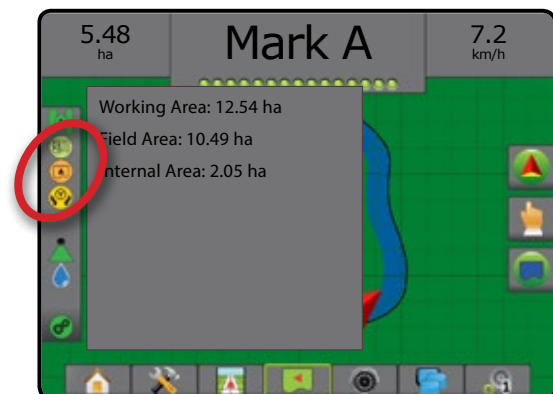 5.48
ha
Mark A
7.2
km/h
Working Area: 12.54 ha
Field Area: 10.49 ha
Internal Area: 2.05 ha
1